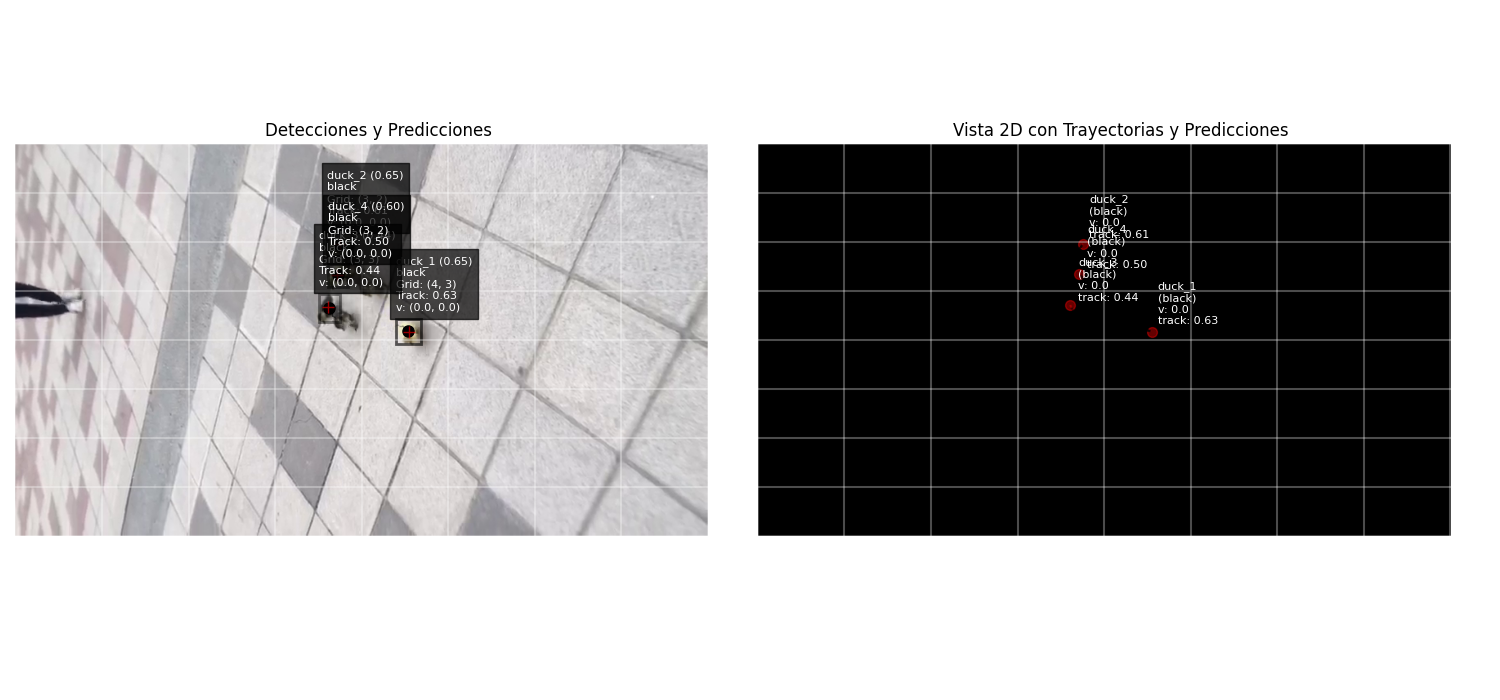 Detecciones y Predicciones
duck_2 (0.65)
black
duck_4 (0.60)
black
Grid: (3, 2)
Track: 0.50
v: (0.0, 0.0)
Track: 0.44
v: (0.0, 0.0)
duck_1 (0.65)
black
Grid: (4, 3)
Track: 0.63
v: (0.0, 0.0)
Vista 2D con Trayectorias y Predicciones
duck_2
(black)
v: 0.0
track: 0.61
duck_4
(black)
v: 0.0
track: 0.50
duck_3
(black)
v: 0.0
track: 0.44
duck_1
(black)
v: 0.0
track: 0.63